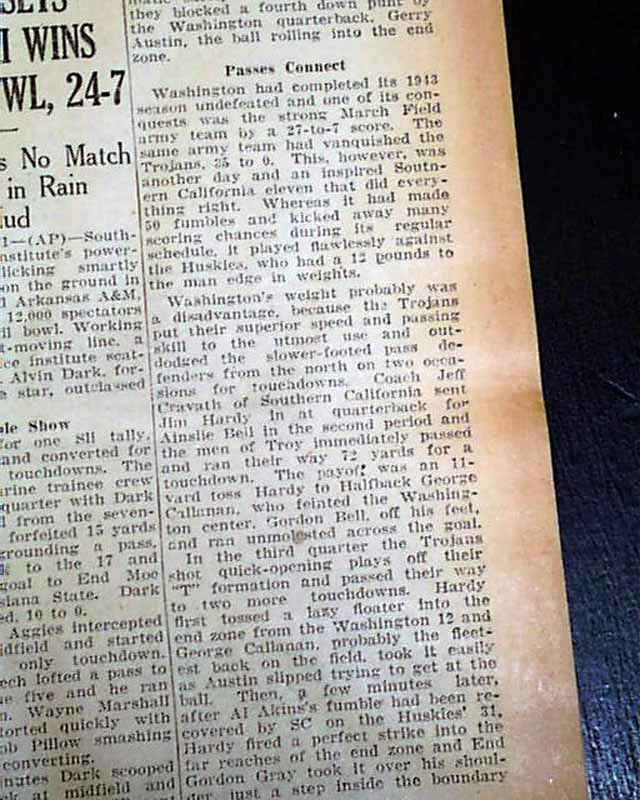 SETS
I WINS
WL, 24-7
s No Match
in Rain
ud
1—(AP)—South-
nstitute's power-
licking smartly
on the ground in
l Arkansas A&M,
12,000 spectators
il bowl. Working
t-moving line, a
ce institute scat-
. Alvin Dark, for-
e star, outclassed
le Show
for one Sli tally,
and converted for
touchdowns. The
arine trainee crew
quarter with Dark
d from the seven-
forfeited 15 yards
grounding a pass,
k to the 17 and
goal to End Moe
isiana State. Dark
ed, 10 to 0.
Aggies intercepted
idfield and started
only touchdown.
ech lofted a pass to
e five and he ran
n. Wayne Marshall
torted quickly with
ob Pillow smashing
converting.
nutes Dark scooped
k at midfield and
they blocked a fourth down punt by
the Washington quarterback, Gerry
Austin, the ball rolling into the end
zone.
Passes Connect
Washington had completed its 1943
season undefeated and one of its con-
quests was the strong March Field
army team by a 27-to-7 score. The
same army team had vanquished the
Trojans, 35 to 0. This, however, was
another day and an inspired South-
ern California eleven that did every-
thing right. Whereas it had made
50 fumbles and kicked away many
scoring chances during its regular
schedule, it played flawlessly against
the Huskies, who had a 12 pounds to
the man edge in weights.
Washington's weight probably was
a disadvantage, because the Trojans
put their superior speed and passing
skill to the utmost use and out-
dodged the slower-footed pass de-
fenders from the north on two occa-
sions for touchdowns. Coach Jeff
Cravath of Southern California sent
Jim Hardy in at quarterback for
Ainslie Bell in the second period and
the men of Troy immediately passed
and ran their way 72 yards for a
touchdown. The payoff was an 11-
yard toss Hardy to Halfback George
Callanan, who feinted the Washing-
ton center, Gordon Bell, off his feet,
and ran unmolested across the goal.
In the third quarter the Trojans
shot quick-opening plays off their
"T" formation and passed their way
to two more touchdowns. Hardy
first tossed a lazy floater into the
end zone from the Washington 12 and
George Callanan, probably the fleet-
est back on the field, took it easily
as Austin slipped trying to get at the
ball. Then, a few minutes later,
after Al Akins's fumble had been re-
covered by SC on the Huskies' 31,
Hardy fired a perfect strike into the
far reaches of the end zone and End
Gordon Gray took it over his shoul-
der just a step inside the boundary